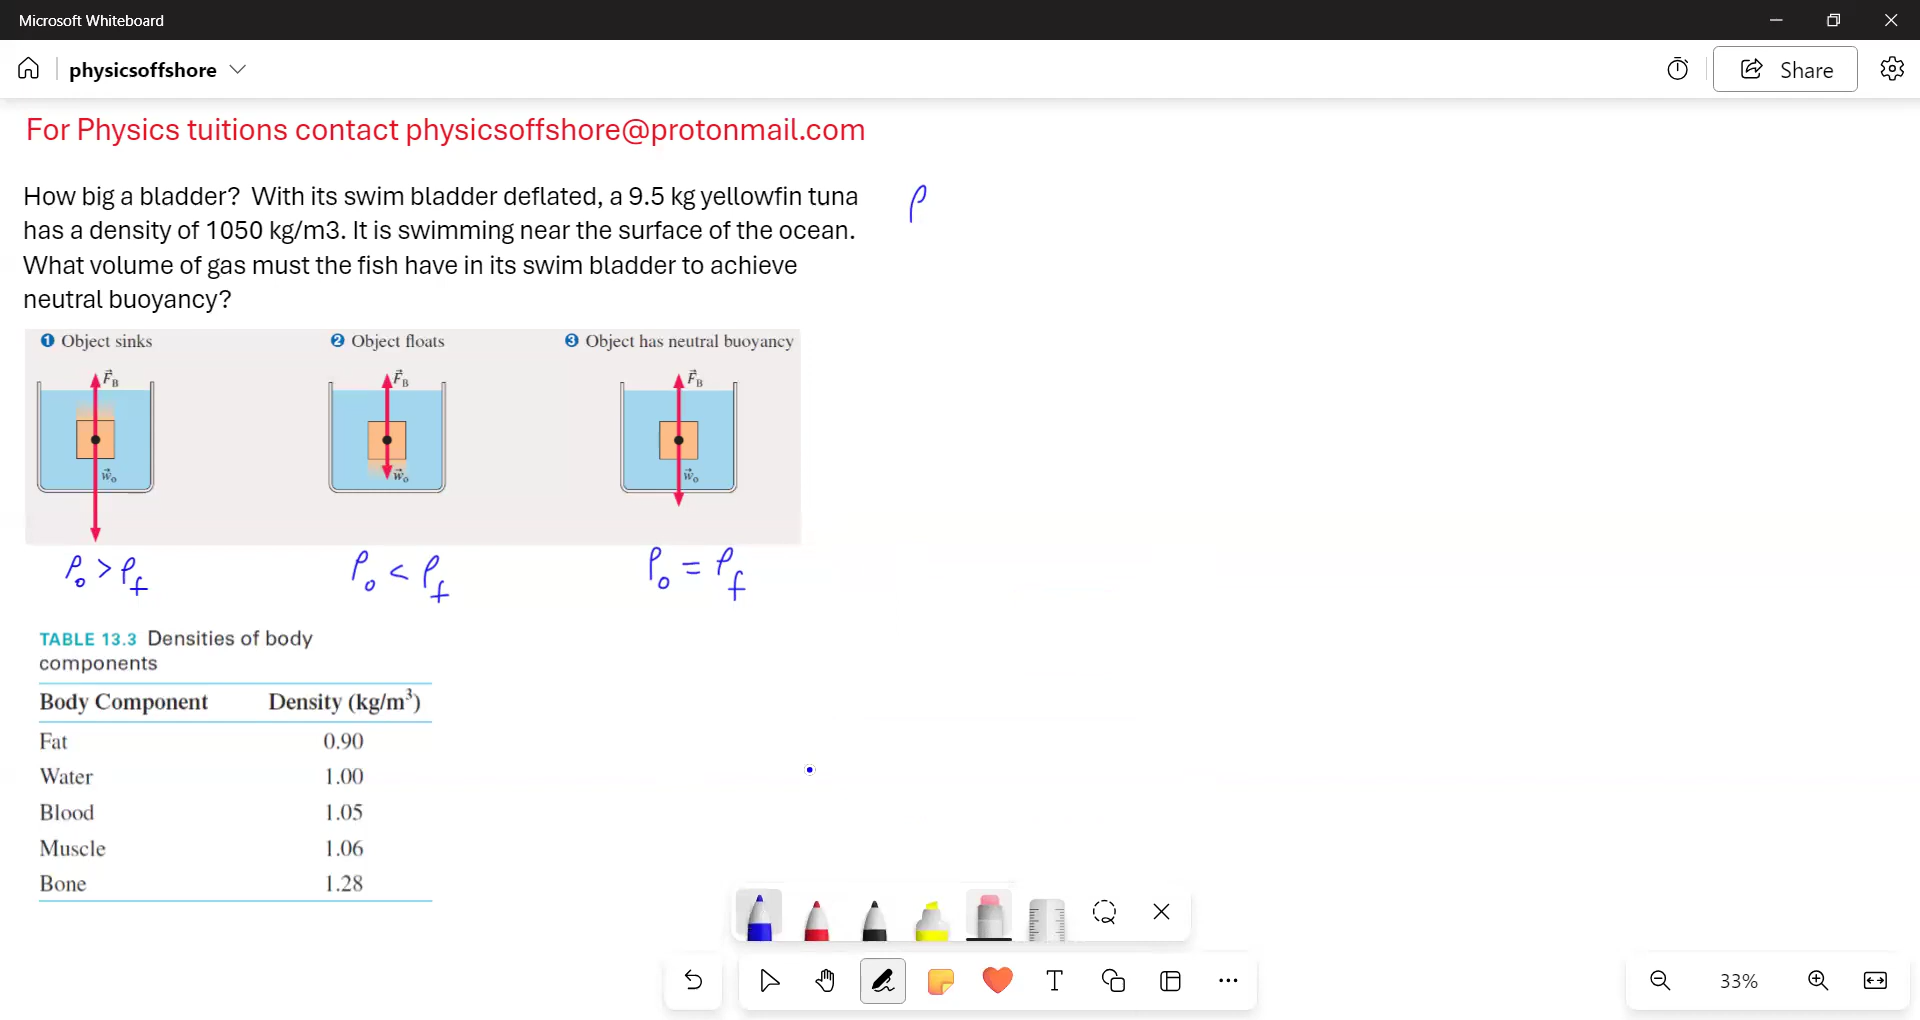 Microsoft Whiteboard
physicsoffshore
Share
For Physics tuitions contact physicsoffshore@protonmail.com
How big a bladder?  With its swim bladder deflated, a 9.5 kg yellowfin tuna
has a density of 1050 kg/m3. It is swimming near the surface of the ocean.
What volume of gas must the fish have in its swim bladder to achieve
neutral buoyancy?
ρ
1 Object sinks
2 Object floats
3 Object has neutral buoyancy
F⃗B
F⃗B
F⃗B
w⃗o
w⃗o
w⃗o
ρo > ρf
ρo < ρf
ρo = ρf
TABLE 13.3 Densities of body
components
Body Component Density (kg/m³)
Fat 0.90
Water 1.00
Blood 1.05
Muscle 1.06
Bone 1.28
33%